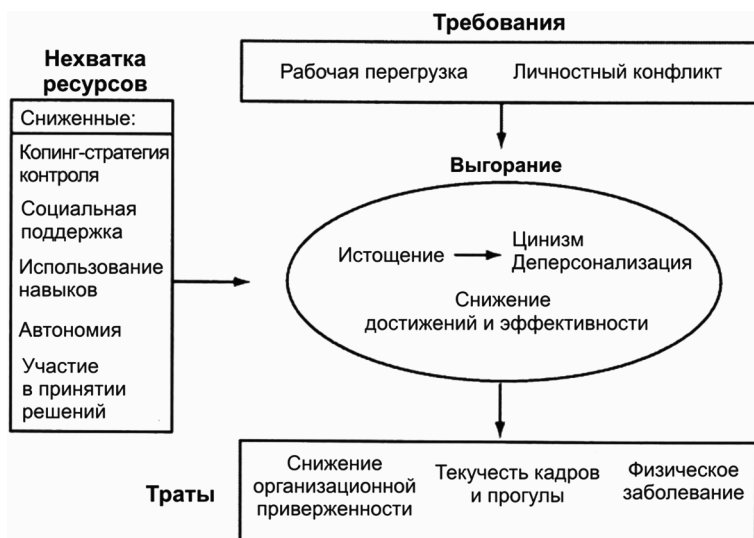 Требования
Рабочая перегрузка
Личностный конфликт
Нехватка
ресурсов
Сниженные:
Копинг-стратегия
контроля
Социальная
поддержка
Использование
навыков
Автономия
Участие
в принятии
решений
Выгорание
Истощение
Цинизм
Деперсонализация
Снижение
достижений и эффективности
Траты
Снижение
организационной
приверженности
Текучесть кадров
и прогулы
Физическое
заболевание